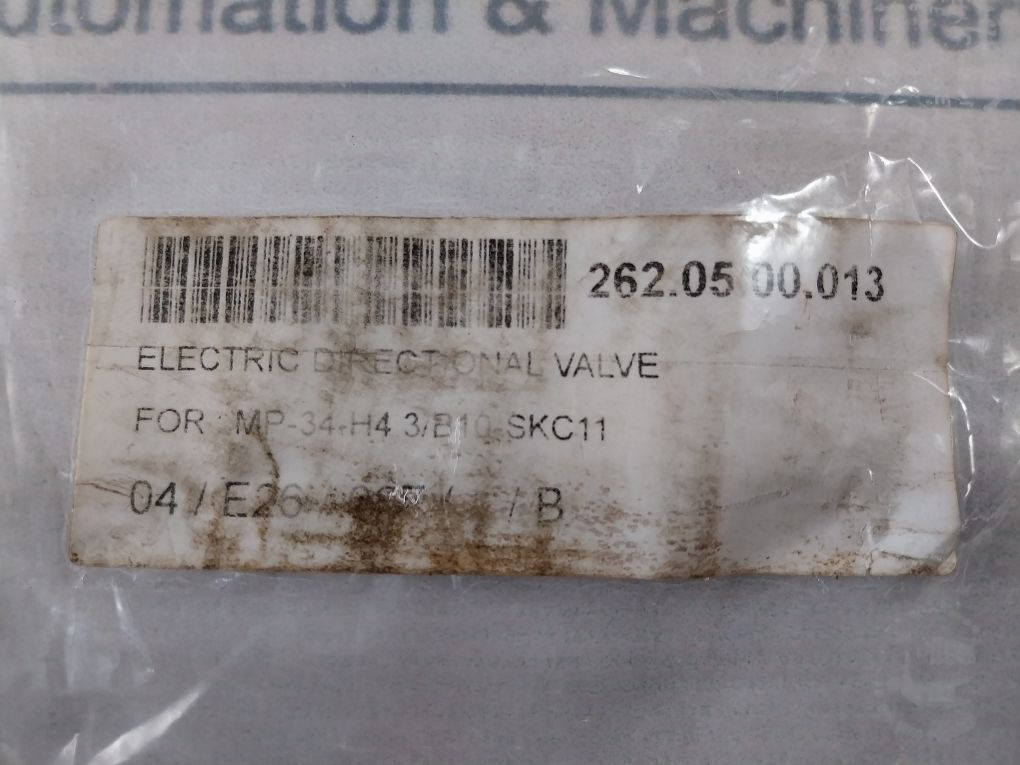 utomation & Machiner
262.05.00.013
ELECTRIC DIRECTIONAL VALVE
FOR : MP-34-H4.3/B10-SKC11
04 / E26 / / B